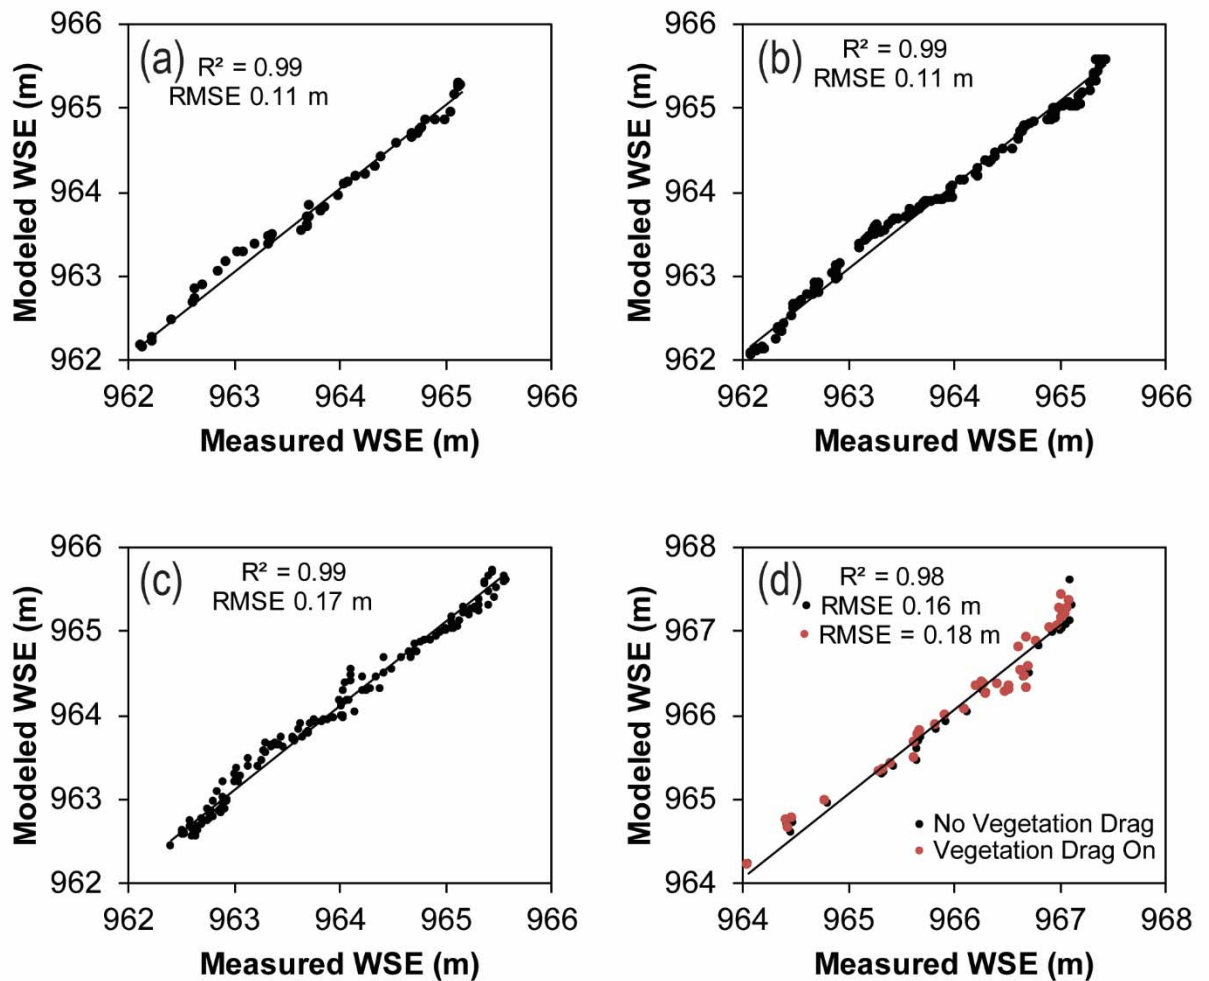 (a)
R² = 0.99
RMSE 0.11 m
Modeled WSE (m)
966
965
964
963
962
962 963 964 965 966
Measured WSE (m)
(b)
R² = 0.99
RMSE 0.11 m
Modeled WSE (m)
966
965
964
963
962
962 963 964 965 966
Measured WSE (m)
(c)
R² = 0.99
RMSE 0.17 m
Modeled WSE (m)
966
965
964
963
962
962 963 964 965 966
Measured WSE (m)
(d)
R² = 0.98
RMSE 0.16 m
RMSE = 0.18 m
Modeled WSE (m)
968
967
966
965
964
No Vegetation Drag
Vegetation Drag On
964 965 966 967 968
Measured WSE (m)